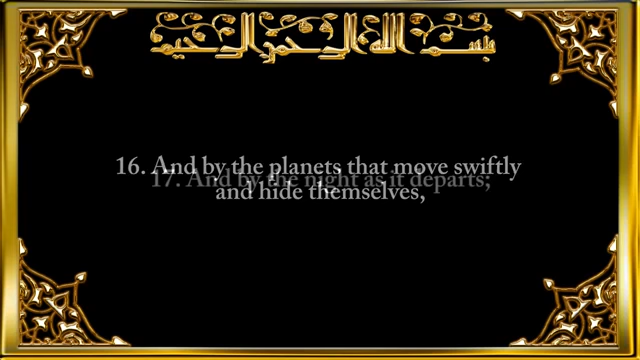 بسم الله الرحمن الرحيم
16. And by the planets that move swiftly
and hide themselves,
17. And by the night as it departs;